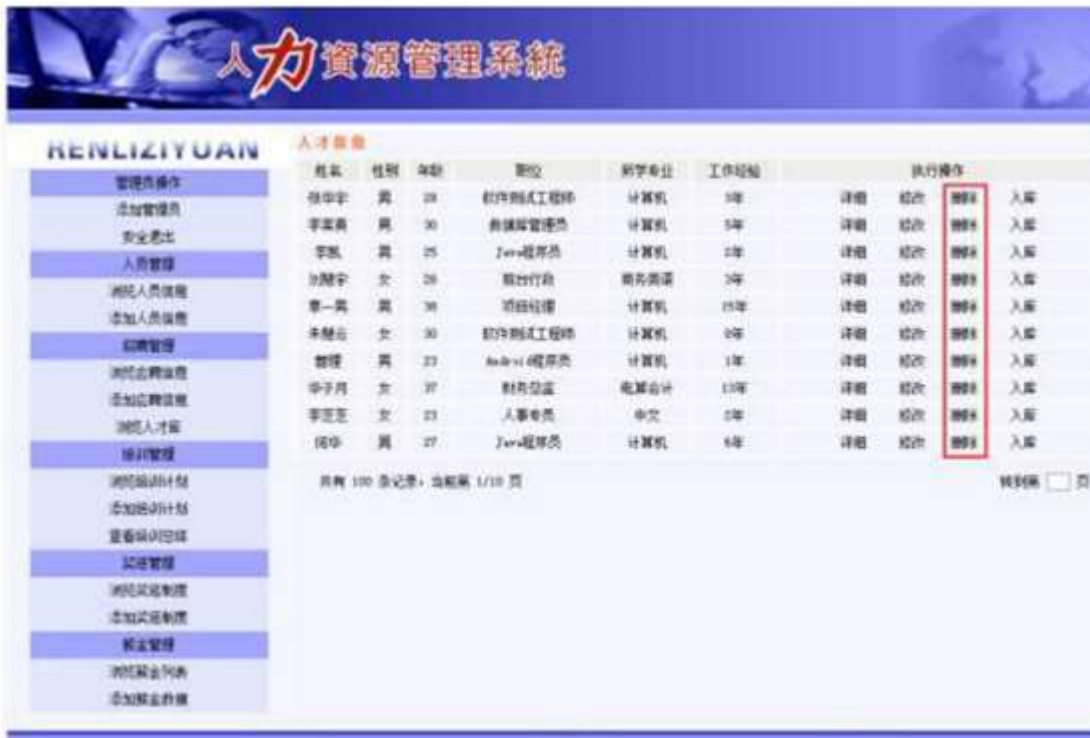 人力資源管理系統
RENLIZIYUAN
管理员操作
添加管理员
安全退出
人员管理
浏览人员信息
添加人员信息
招聘管理
浏览应聘信息
添加应聘信息
浏览人才库
培训管理
浏览培训计划
添加培训计划
查看培训总结
奖惩管理
浏览奖惩制度
添加奖惩制度
薪金管理
浏览薪金列表
添加薪金数据
人才信息
姓名 性别 年龄 职位 所学专业 工作经验 执行操作
男 28 软件测试工程师 计算机 3年 详细 修改 删除 入库
男 30 数据库管理员 计算机 5年 详细 修改 删除 入库
李凯 男 25 Java程序员 计算机 2年 详细 修改 删除 入库
女 26 前台行政 商务英语 3年 详细 修改 删除 入库
章一男 男 38 项目经理 计算机 15年 详细 修改 删除 入库
女 30 软件测试工程师 计算机 详细 修改 删除 入库
曾理 男 23 Android程序员 计算机 1年 详细 修改 删除 入库
华子月 女 37 财务总监 电算会计 13年 详细 修改 删除 入库
李芝芝 女 23 人事专员 中文 2年 详细 修改 删除 入库
何华 男 27 Java程序员 计算机 6年 详细 修改 删除 入库
共有 100 条记录，当前第 1/10 页
转到第 页